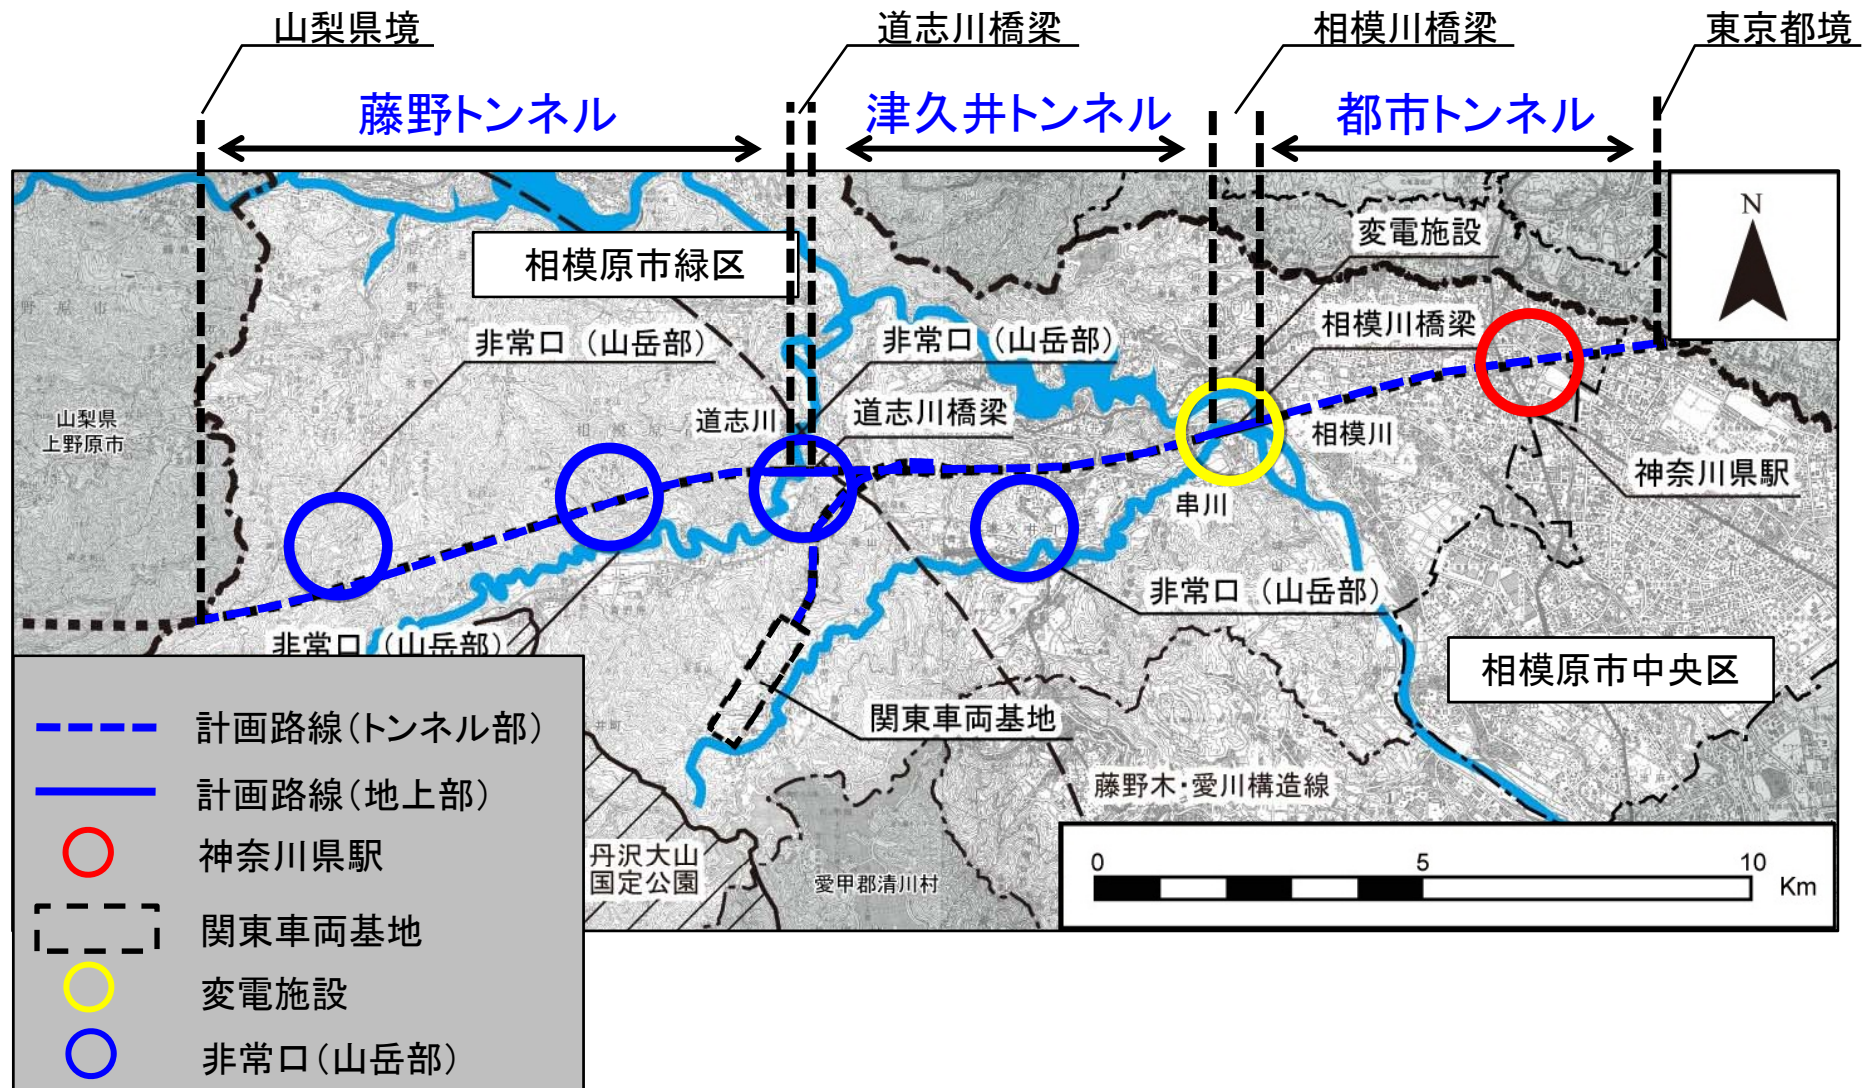 山梨県境
道志川橋梁
相模川橋梁
東京都境
藤野トンネル
津久井トンネル
都市トンネル
N
変電施設
相模原市緑区
相模川橋梁
非常口（山岳部）
非常口（山岳部）
道志川
道志川橋梁
山梨県
上野原市
相模川
神奈川県駅
串川
非常口（山岳部）
非常口（山岳部）
相模原市中央区
関東車両基地
藤野木・愛川構造線
丹沢大山
国定公園
愛甲郡清川村
0 5 10
Km
計画路線（トンネル部）
計画路線（地上部）
神奈川県駅
関東車両基地
変電施設
非常口（山岳部）